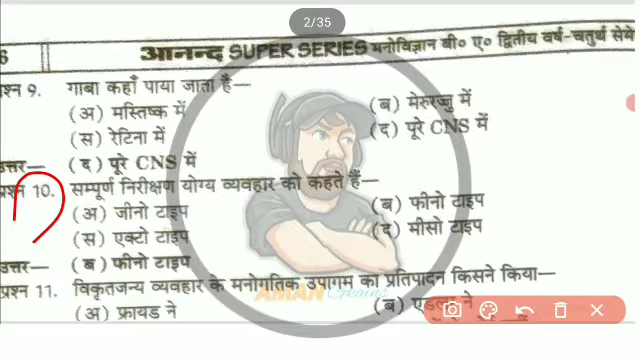 2/35
6 आनन्द SUPER SERIES मनोविज्ञान बी० ए० द्वितीय वर्ष-चतुर्थ सेमे
प्रश्न 9. गाबा कहाँ पाया जाता है—
(अ) मस्तिष्क में (ब) मेरुरज्जु में
(स) रेटिना में (द) पूरे CNS में
उत्तर— (द) पूरे CNS में
प्रश्न 10. सम्पूर्ण निरीक्षण योग्य व्यवहार को कहते हैं—
(अ) जीनो टाइप (ब) फीनो टाइप
(स) एक्टो टाइप (द) मीसो टाइप
उत्तर— (ब) फीनो टाइप
प्रश्न 11. विकृतजन्य व्यवहार के मनोगतिक उपागम का प्रतिपादन किसने किया—
(अ) फ्रायड ने (ब) एडलर ने
AMAN